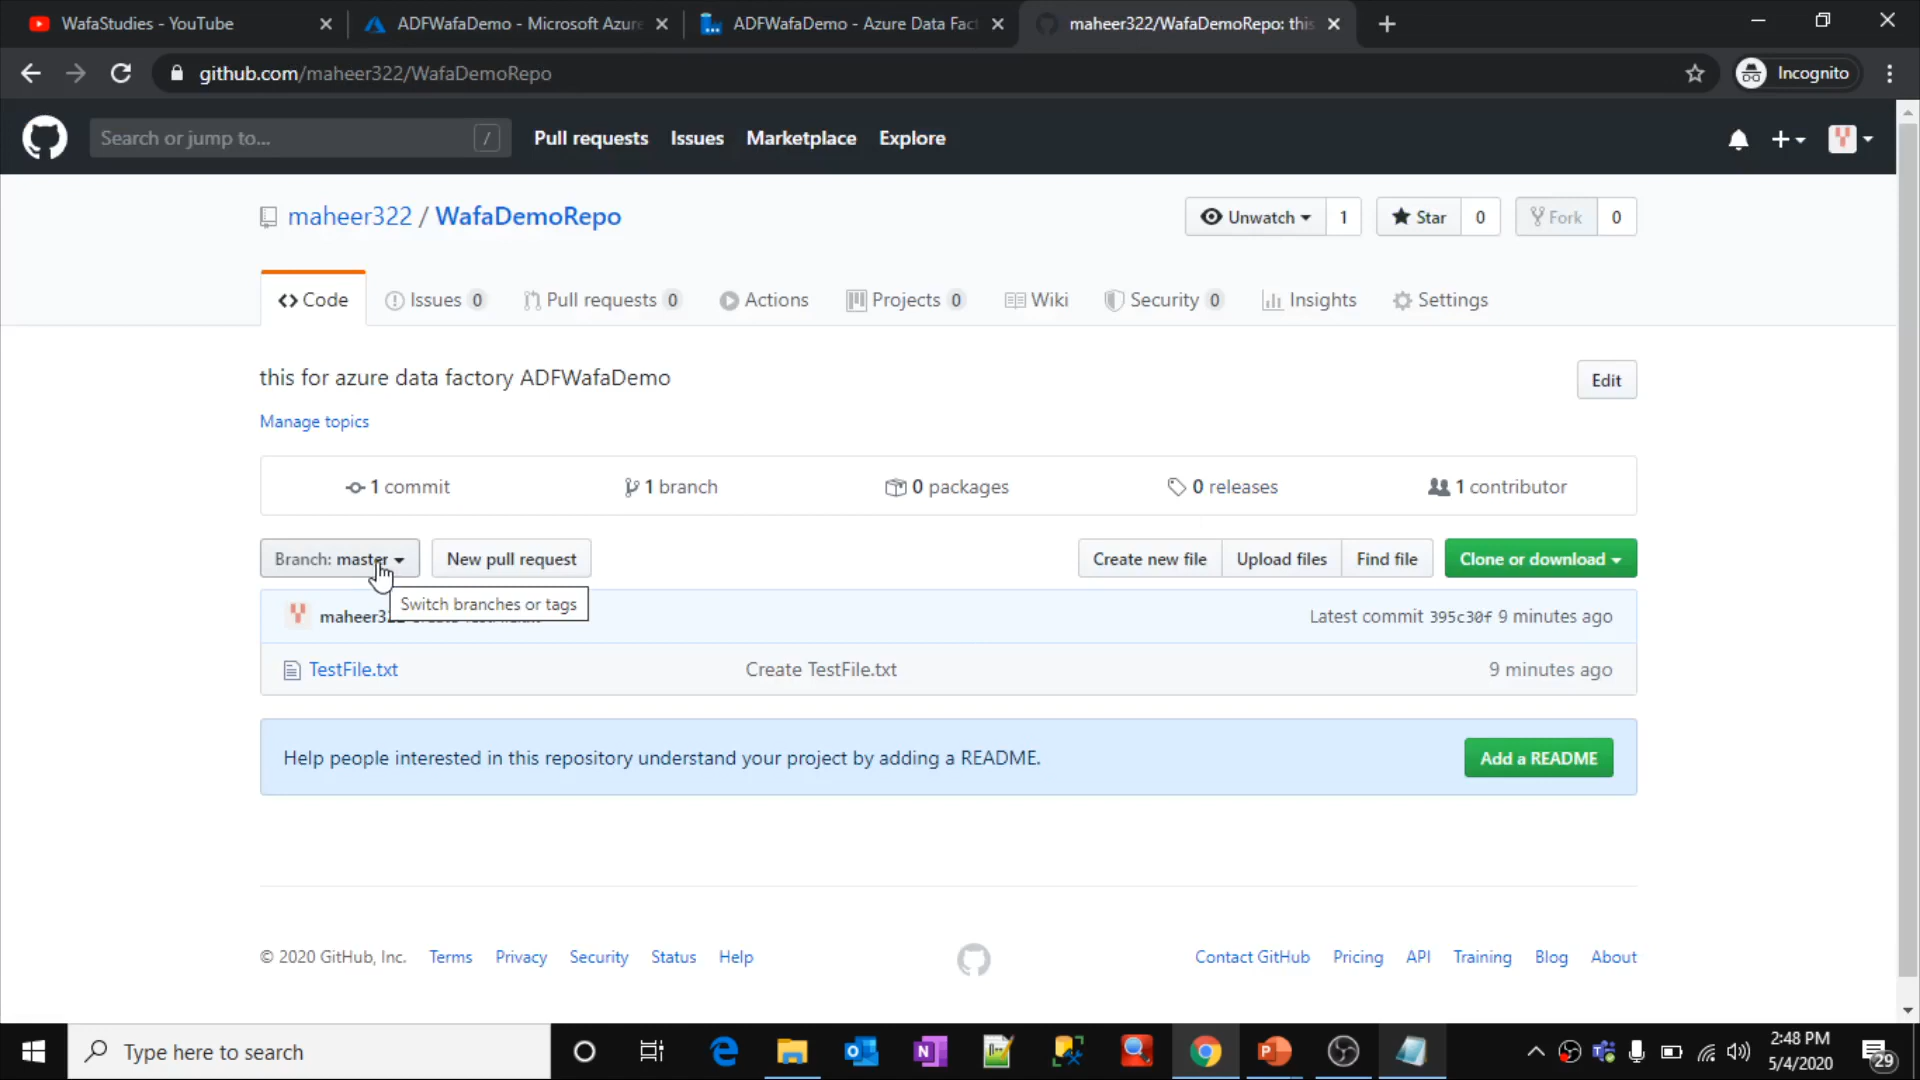 WafaStudies - YouTube
ADFWafaDemo - Microsoft Azure
ADFWafaDemo - Azure Data Fact
maheer322/WafaDemoRepo: this
github.com/maheer322/WafaDemoRepo
Incognito
Search or jump to...
/
Pull requests
Issues
Marketplace
Explore
maheer322 / WafaDemoRepo
Unwatch 1
Star 0
Fork 0
Code
Issues 0
Pull requests 0
Actions
Projects 0
Wiki
Security 0
Insights
Settings
this for azure data factory ADFWafaDemo
Edit
Manage topics
1 commit
1 branch
0 packages
0 releases
1 contributor
Branch: master
New pull request
Create new file
Upload files
Find file
Clone or download
Switch branches or tags
Latest commit 395c30f 9 minutes ago
TestFile.txt
Create TestFile.txt
9 minutes ago
Help people interested in this repository understand your project by adding a README.
Add a README
© 2020 GitHub, Inc.
Terms
Privacy
Security
Status
Help
Contact GitHub
Pricing
API
Training
Blog
About
Type here to search
2:48 PM
5/4/2020
29